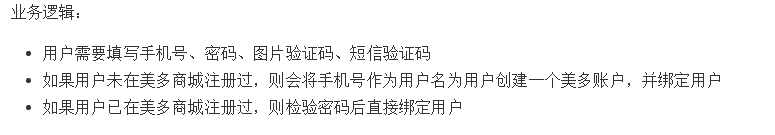 业务逻辑：
• 用户需要填写手机号、密码、图片验证码、短信验证码
• 如果用户未在美多商城注册过，则会将手机号作为用户名为用户创建一个美多账户，并绑定用户
• 如果用户已在美多商城注册过，则检验密码后直接绑定用户